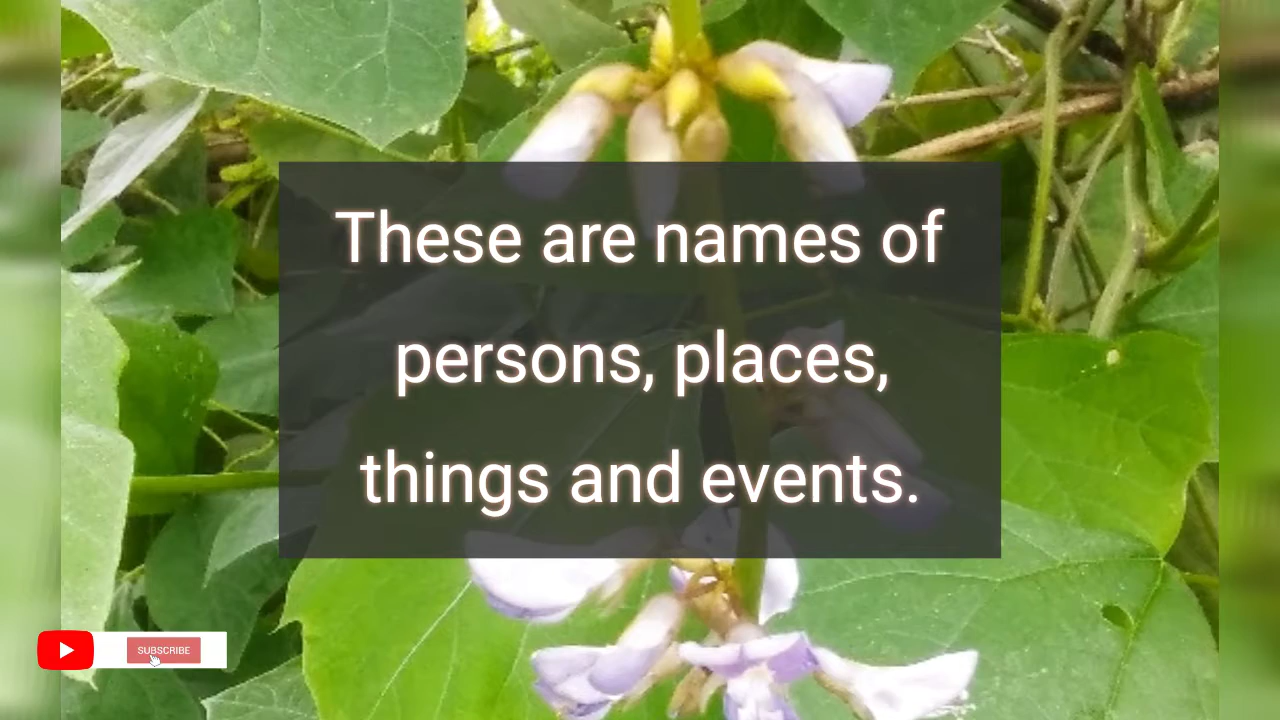 These are names of
persons, places,
things and events.
SUBSCRIBE